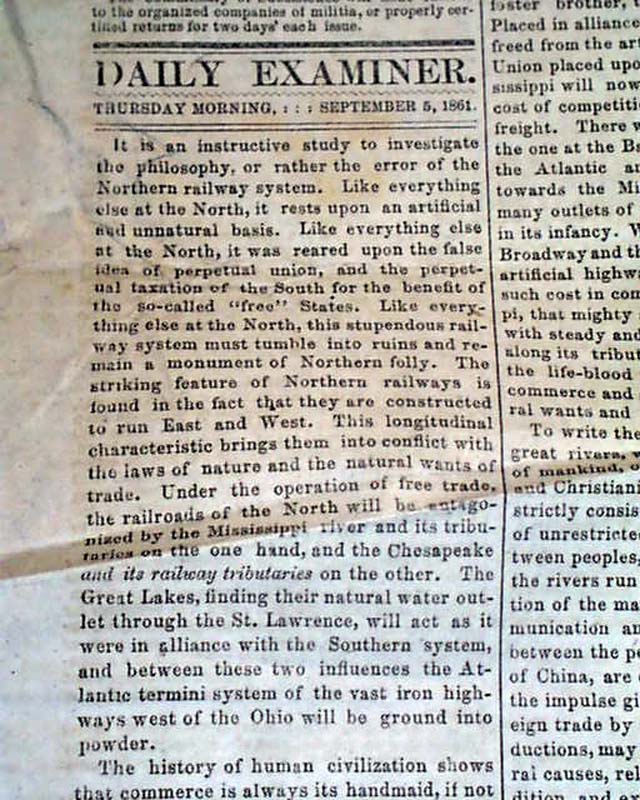 to the organized companies of militia, or properly cer-
tified returns for two days' each issue.
DAILY EXAMINER.
THURSDAY MORNING, : : : SEPTEMBER 5, 1861.
It is an instructive study to investigate
the philosophy, or rather the error of the
Northern railway system. Like everything
else at the North, it rests upon an artificial
and unnatural basis. Like everything else
at the North, it was reared upon the false
idea of perpetual union, and the perpet-
ual taxation of the South for the benefit of
the so-called "free" States. Like every-
thing else at the North, this stupendous rail-
way system must tumble into ruins and re-
main a monument of Northern folly. The
striking feature of Northern railways is
found in the fact that they are constructed
to run East and West. This longitudinal
characteristic brings them into conflict with
the laws of nature and the natural wants of
trade. Under the operation of free trade,
the railroads of the North will be antago-
nized by the Mississippi river and its tribu-
taries on the one hand, and the Chesapeake
and its railway tributaries on the other. The
Great Lakes, finding their natural water out-
let through the St. Lawrence, will act as it
were in alliance with the Southern system,
and between these two influences the At-
lantic termini system of the vast iron high-
ways west of the Ohio will be ground into
powder.
The history of human civilization shows
that commerce is always its handmaid, if not
foster brother,
Placed in alliance
freed from the art
Union placed upo
sissippi will now
cost of competiti
freight. There w
the one at the Ba
the Atlantic an
towards the Mi
many outlets of
in its infancy. W
Broadway and th
artificial highw
such cost in com
pi, that mighty
with steady and
along its tribut
the life-blood
commerce and
ral wants and
To write the
great rivers, w
of mankind,
and Christiani
strictly consis
of unrestricte
tween peoples,
the rivers run
tion of the ma
munication an
between the pe
of China, are
the impulse gi
eign trade by
ductions, may
ral causes, rel
dition, and